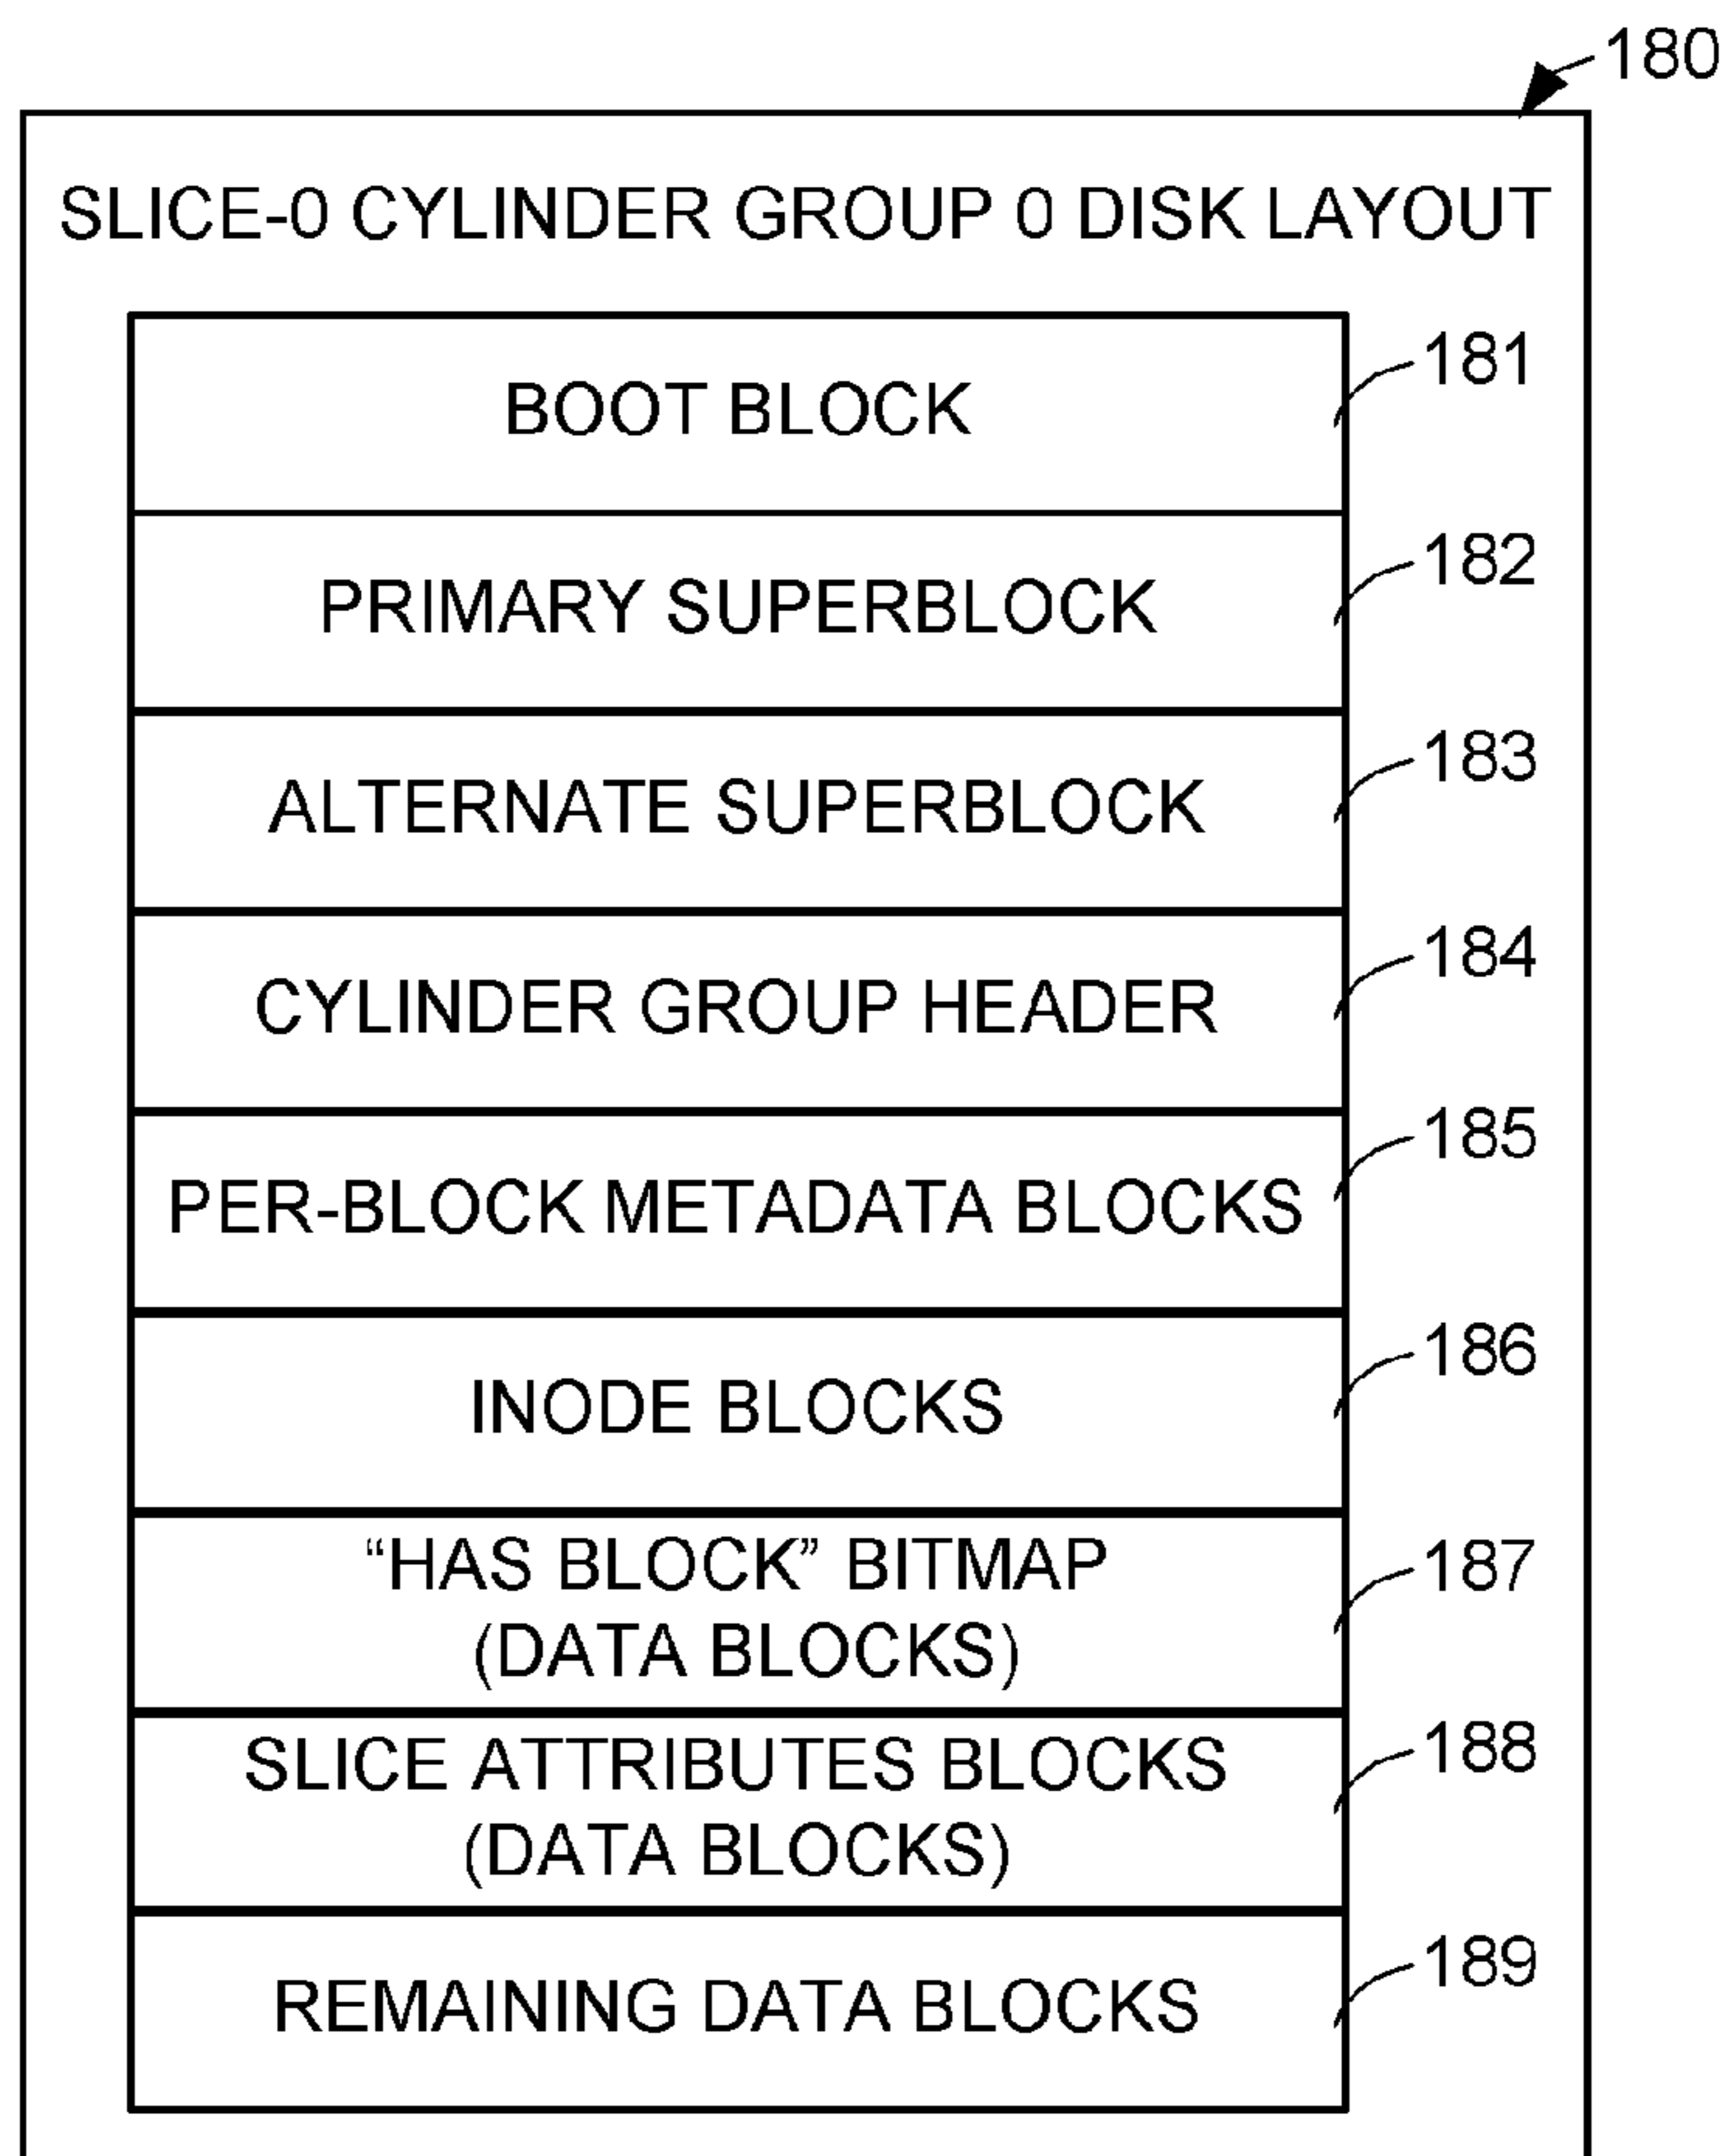 180
SLICE-0 CYLINDER GROUP 0 DISK LAYOUT
BOOT BLOCK
181
PRIMARY SUPERBLOCK
182
ALTERNATE SUPERBLOCK
183
CYLINDER GROUP HEADER
184
PER-BLOCK METADATA BLOCKS
185
INODE BLOCKS
186
“HAS BLOCK” BITMAP
(DATA BLOCKS)
187
SLICE ATTRIBUTES BLOCKS
(DATA BLOCKS)
188
REMAINING DATA BLOCKS
189